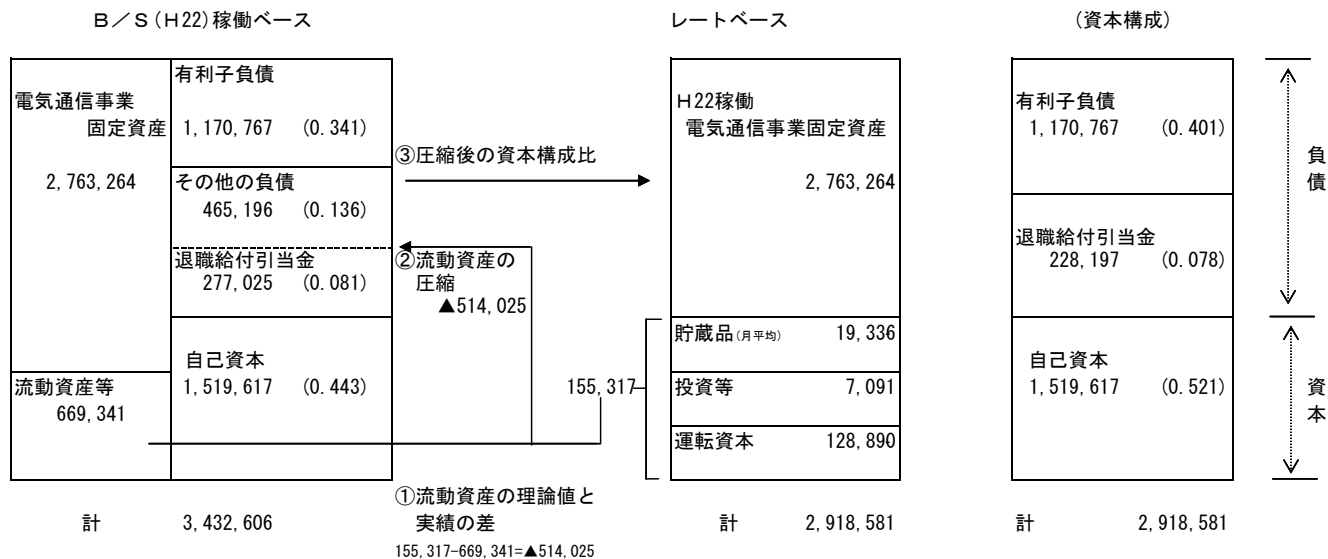 B／S（H22）稼働ベース
電気通信事業
固定資産
2,763,264
流動資産等
669,341
有利子負債
1,170,767 (0.341)
その他の負債
465,196 (0.136)
退職給付引当金
277,025 (0.081)
自己資本
1,519,617 (0.443)
計 3,432,606
③圧縮後の資本構成比
②流動資産の
圧縮
▲514,025
①流動資産の理論値と
実績の差
155,317-669,341=▲514,025
155,317
レートベース
H22稼働
電気通信事業固定資産
2,763,264
貯蔵品(月平均) 19,336
投資等 7,091
運転資本 128,890
計 2,918,581
(資本構成)
有利子負債
1,170,767 (0.401)
退職給付引当金
228,197 (0.078)
自己資本
1,519,617 (0.521)
計 2,918,581
負債
資本